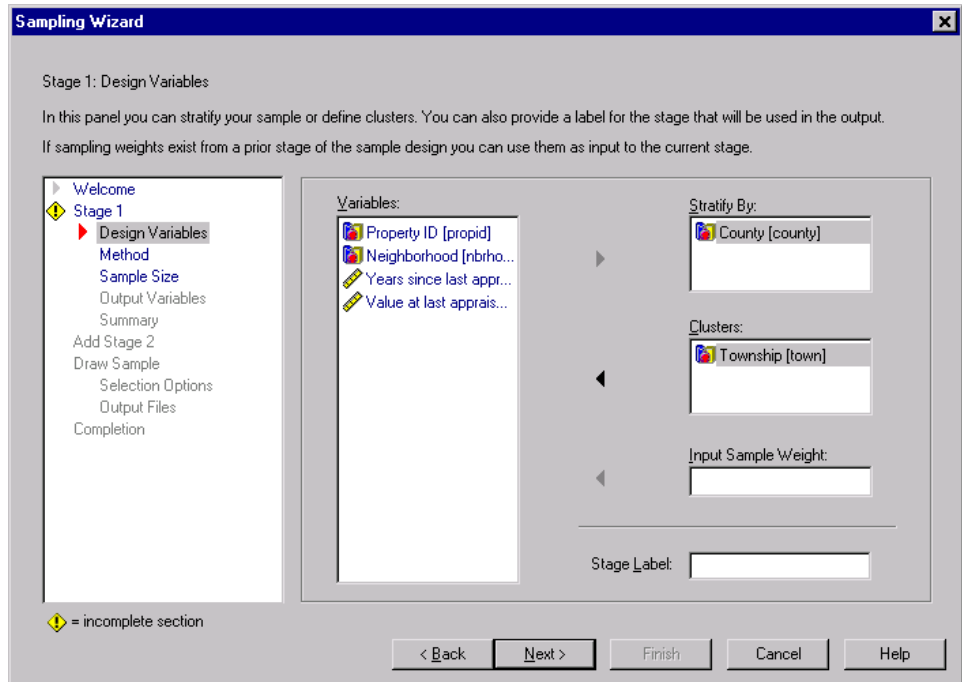 Sampling Wizard
Stage 1: Design Variables
In this panel you can stratify your sample or define clusters. You can also provide a label for the stage that will be used in the output.
If sampling weights exist from a prior stage of the sample design you can use them as input to the current stage.
Welcome
Stage 1
Design Variables
Method
Sample Size
Output Variables
Summary
Add Stage 2
Draw Sample
Selection Options
Output Files
Completion
! = incomplete section
Variables:
Property ID [propid]
Neighborhood [nbrho...
Years since last appr...
Value at last apprais...
Stratify By:
County [county]
Clusters:
Township [town]
Input Sample Weight:
Stage Label:
< Back
Next >
Finish
Cancel
Help